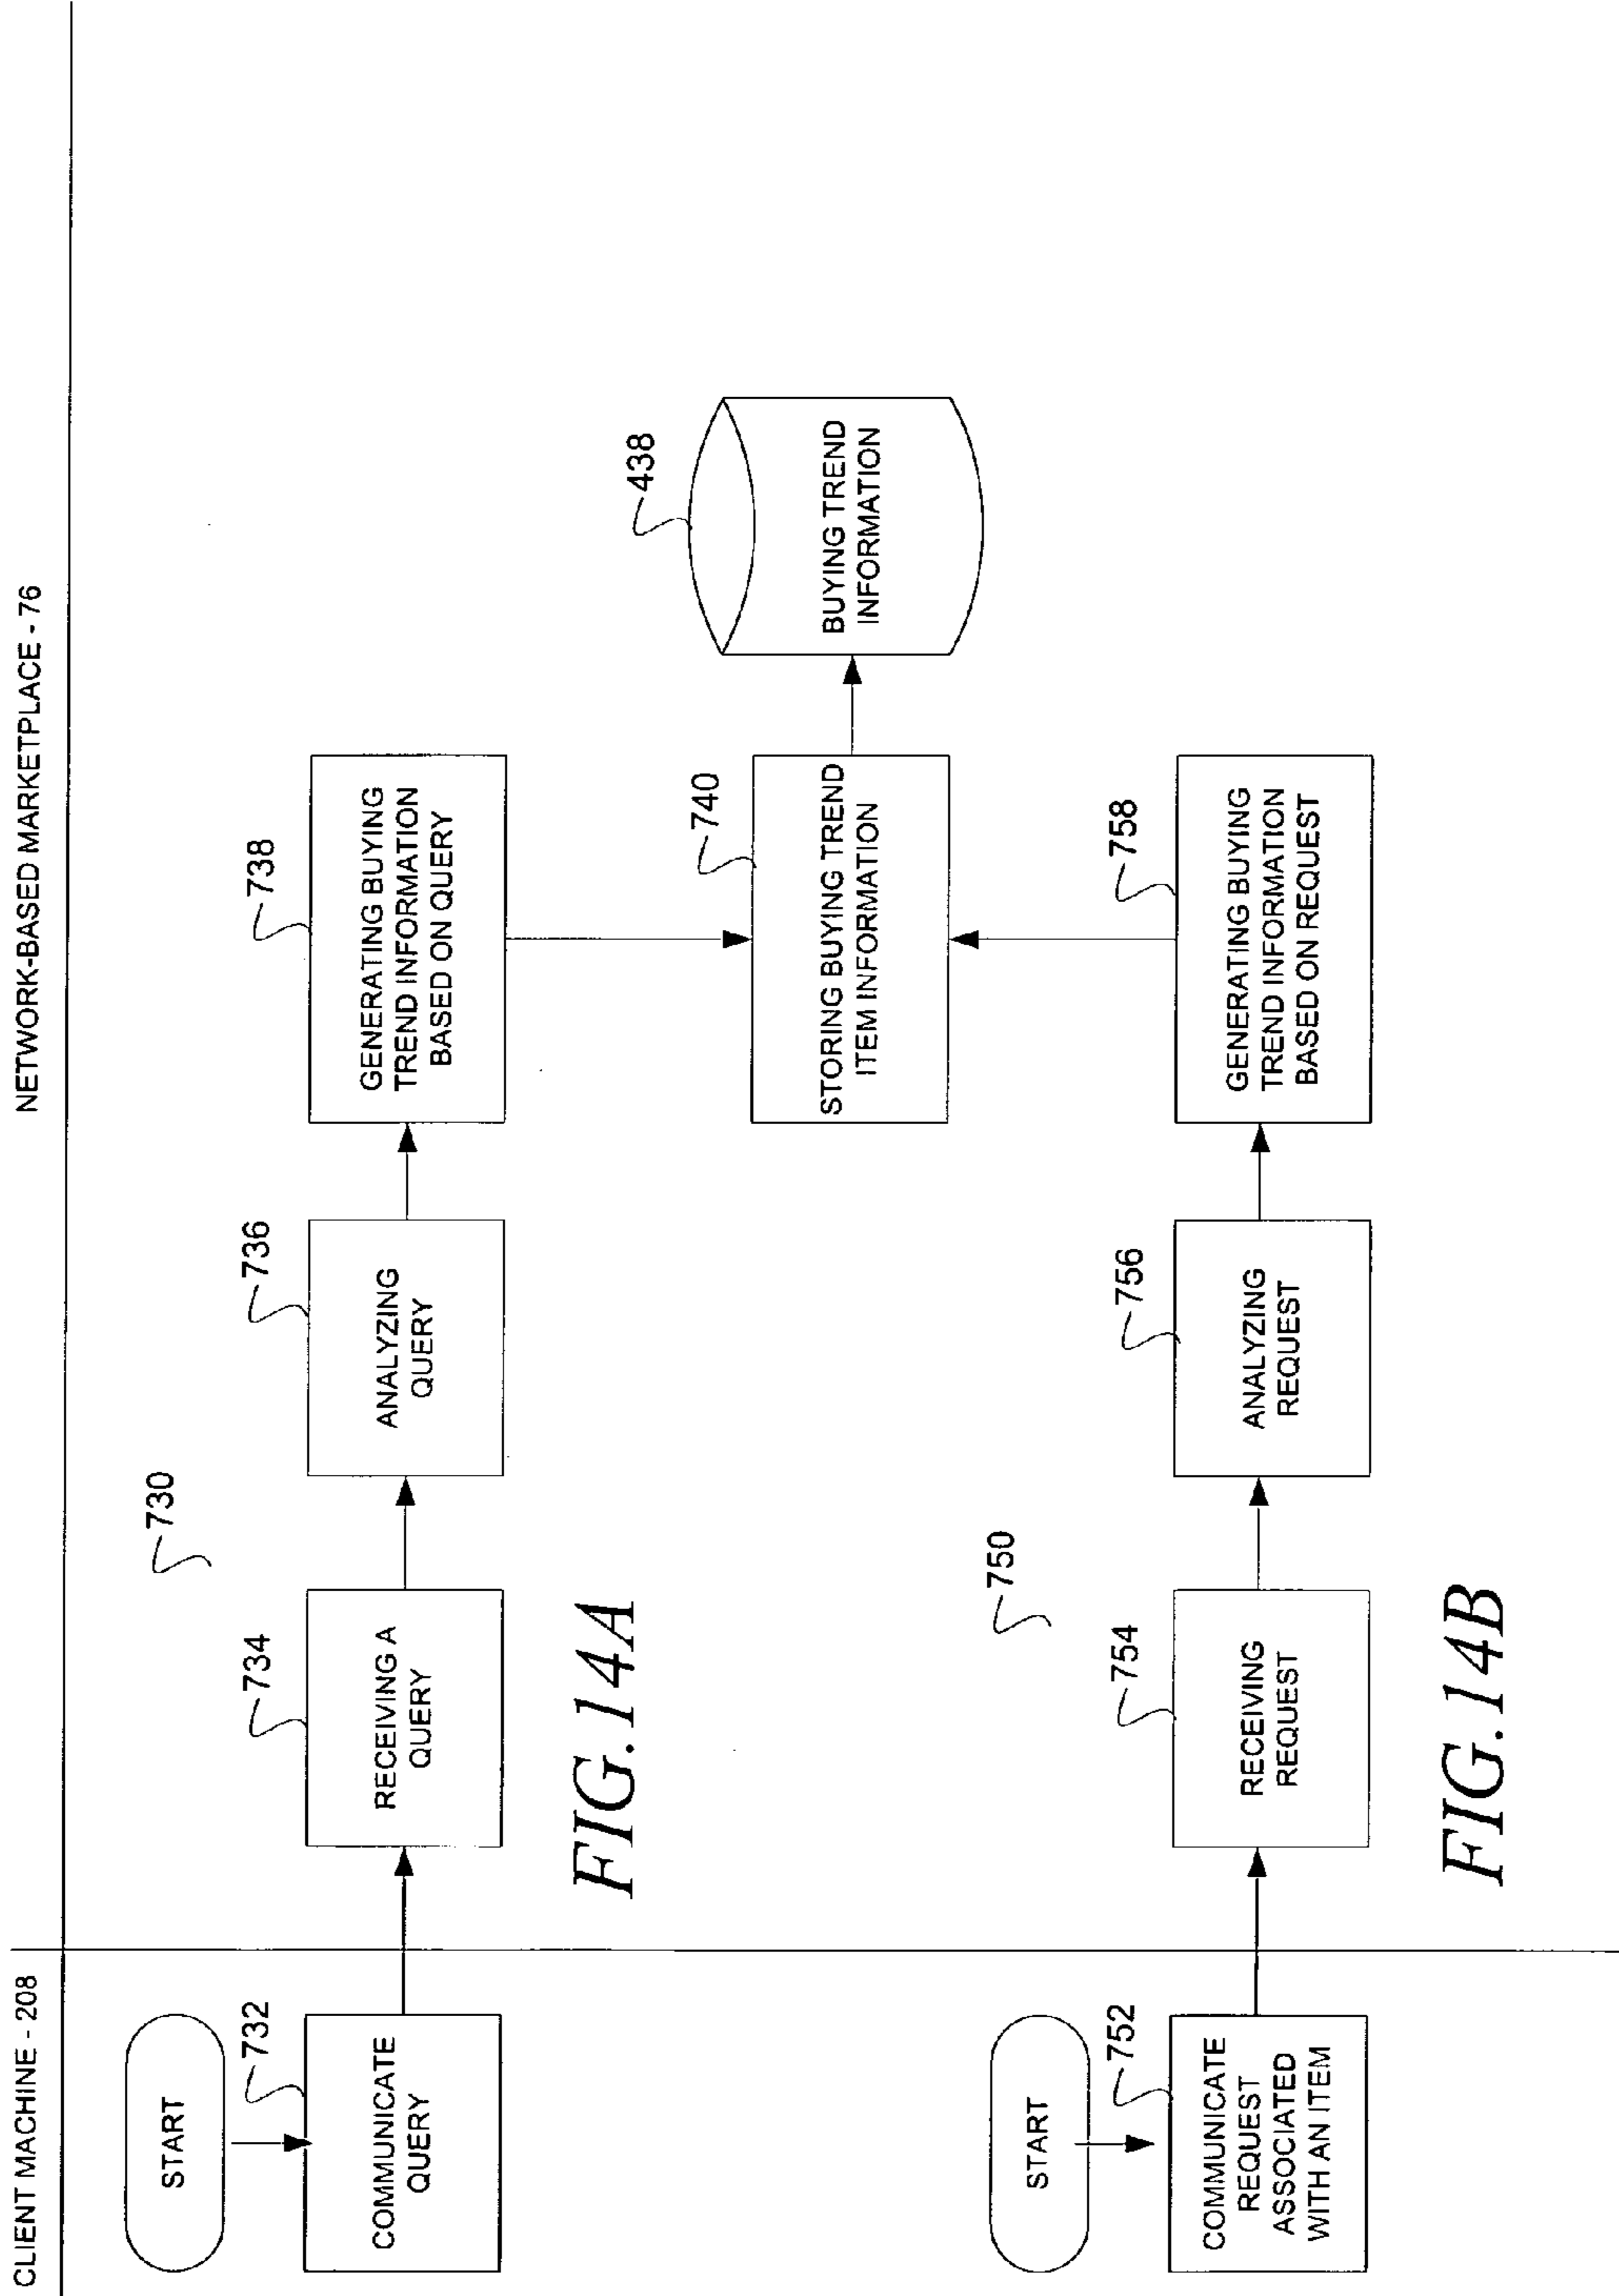 CLIENT MACHINE - 208
NETWORK-BASED MARKETPLACE - 76
START
732
COMMUNICATE
QUERY
730
734
RECEIVING A
QUERY
736
ANALYZING
QUERY
738
GENERATING BUYING
TREND INFORMATION
BASED ON QUERY
FIG.14A
740
STORING BUYING TREND
ITEM INFORMATION
438
BUYING TREND
INFORMATION
START
752
COMMUNICATE
REQUEST
ASSOCIATED
WITH AN ITEM
750
754
RECEIVING
REQUEST
756
ANALYZING
REQUEST
758
GENERATING BUYING
TREND INFORMATION
BASED ON REQUEST
FIG.14B